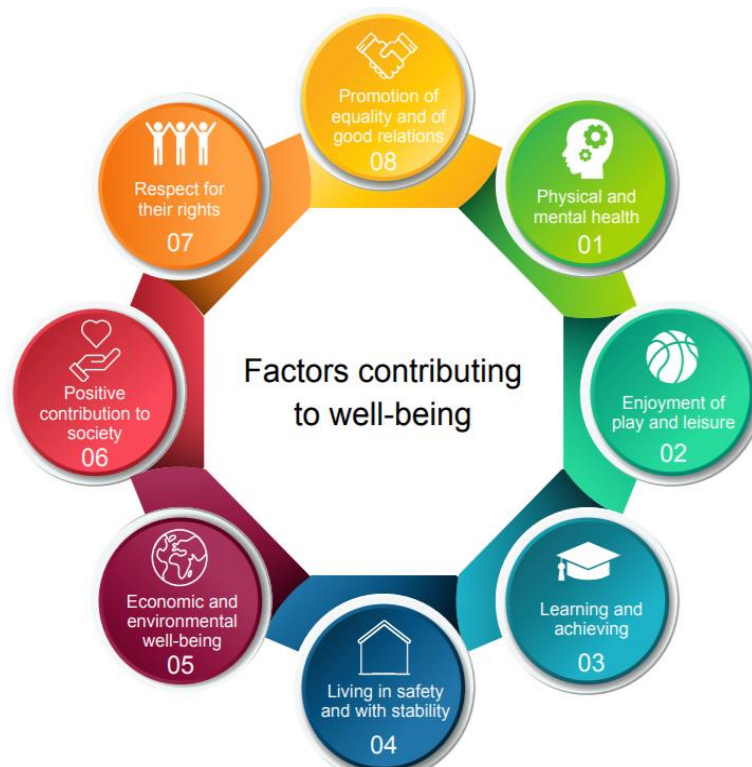 Factors contributing
to well-being
Physical and
mental health
01
Enjoyment of
play and leisure
02
Learning and
achieving
03
Living in safety
and with stability
04
Economic and
environmental
well-being
05
Positive
contribution to
society
06
Respect for
their rights
07
Promotion of
equality and of
good relations
08